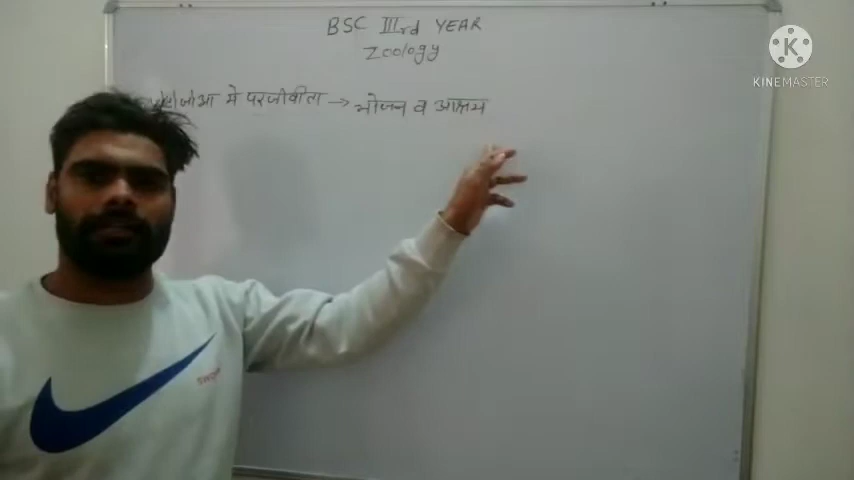 BSC IIIrd YEAR
Zoology
में परजीविता → भोजन व आश्रय
KINEMASTER